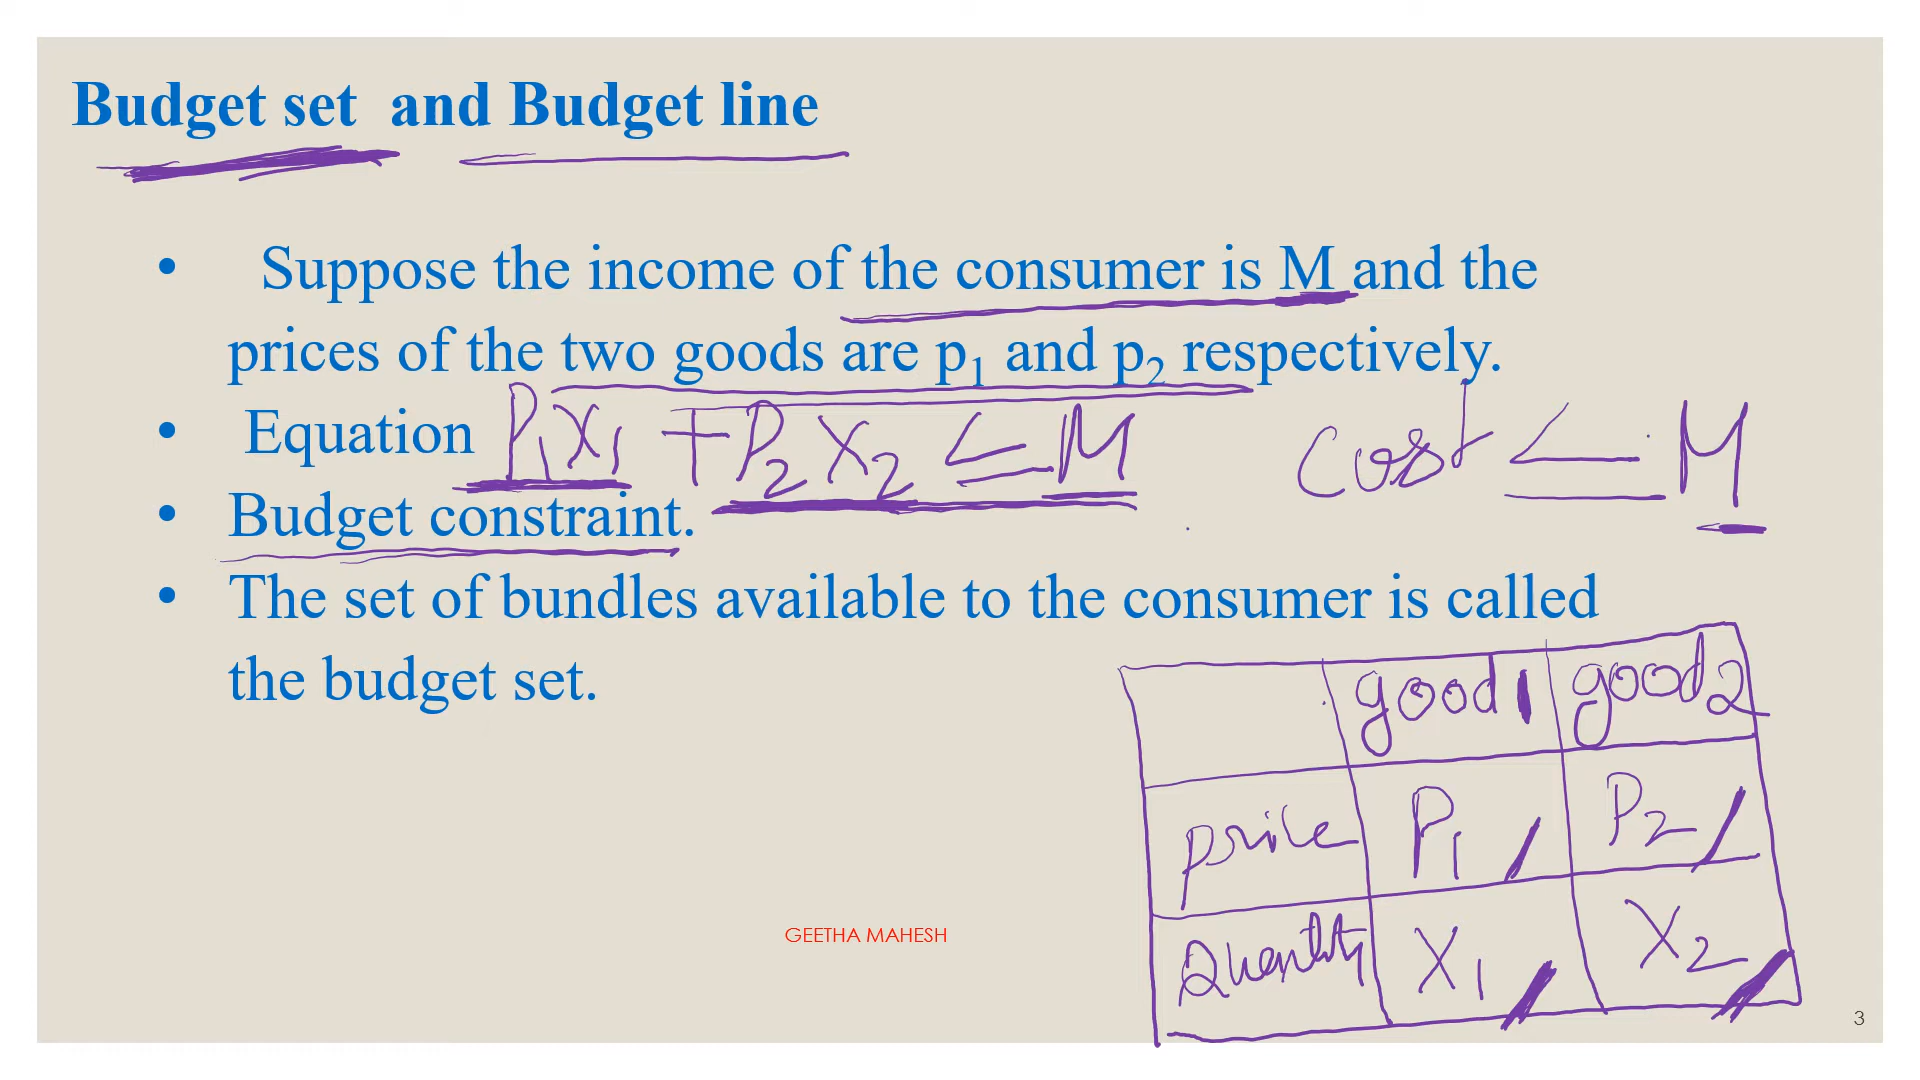 Budget set and Budget line
• Suppose the income of the consumer is M and the
prices of the two goods are p₁ and p₂ respectively.
• Equation P₁X₁ + P₂X₂ ≤ M cost ≤ M
• Budget constraint.
• The set of bundles available to the consumer is called
the budget set.
good1 good2
price P₁ P₂
Quantity X₁ X₂
GEETHA MAHESH
3